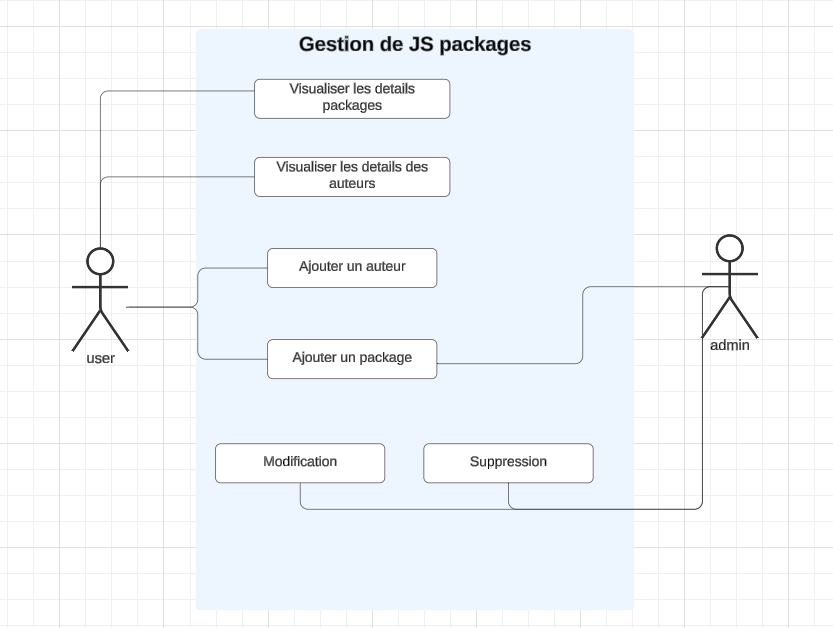 Gestion de JS packages
Visualiser les details
packages
Visualiser les details des
auteurs
Ajouter un auteur
Ajouter un package
user
admin
Modification
Suppression